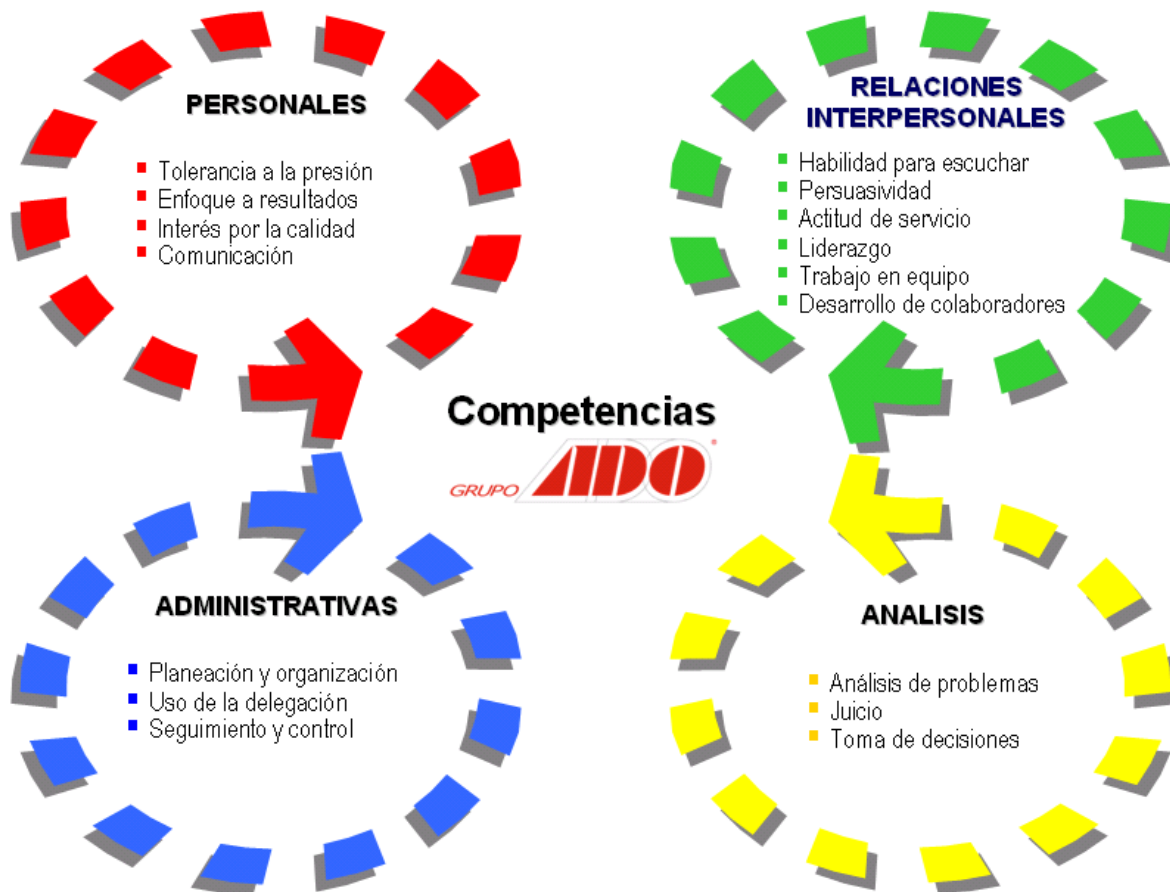 PERSONALES
Tolerancia a la presión
Enfoque a resultados
Interés por la calidad
Comunicación
RELACIONES
INTERPERSONALES
Habilidad para escuchar
Persuasividad
Actitud de servicio
Liderazgo
Trabajo en equipo
Desarrollo de colaboradores
Competencias
GRUPO ADO®
ADMINISTRATIVAS
Planeación y organización
Uso de la delegación
Seguimiento y control
ANALISIS
Análisis de problemas
Juicio
Toma de decisiones